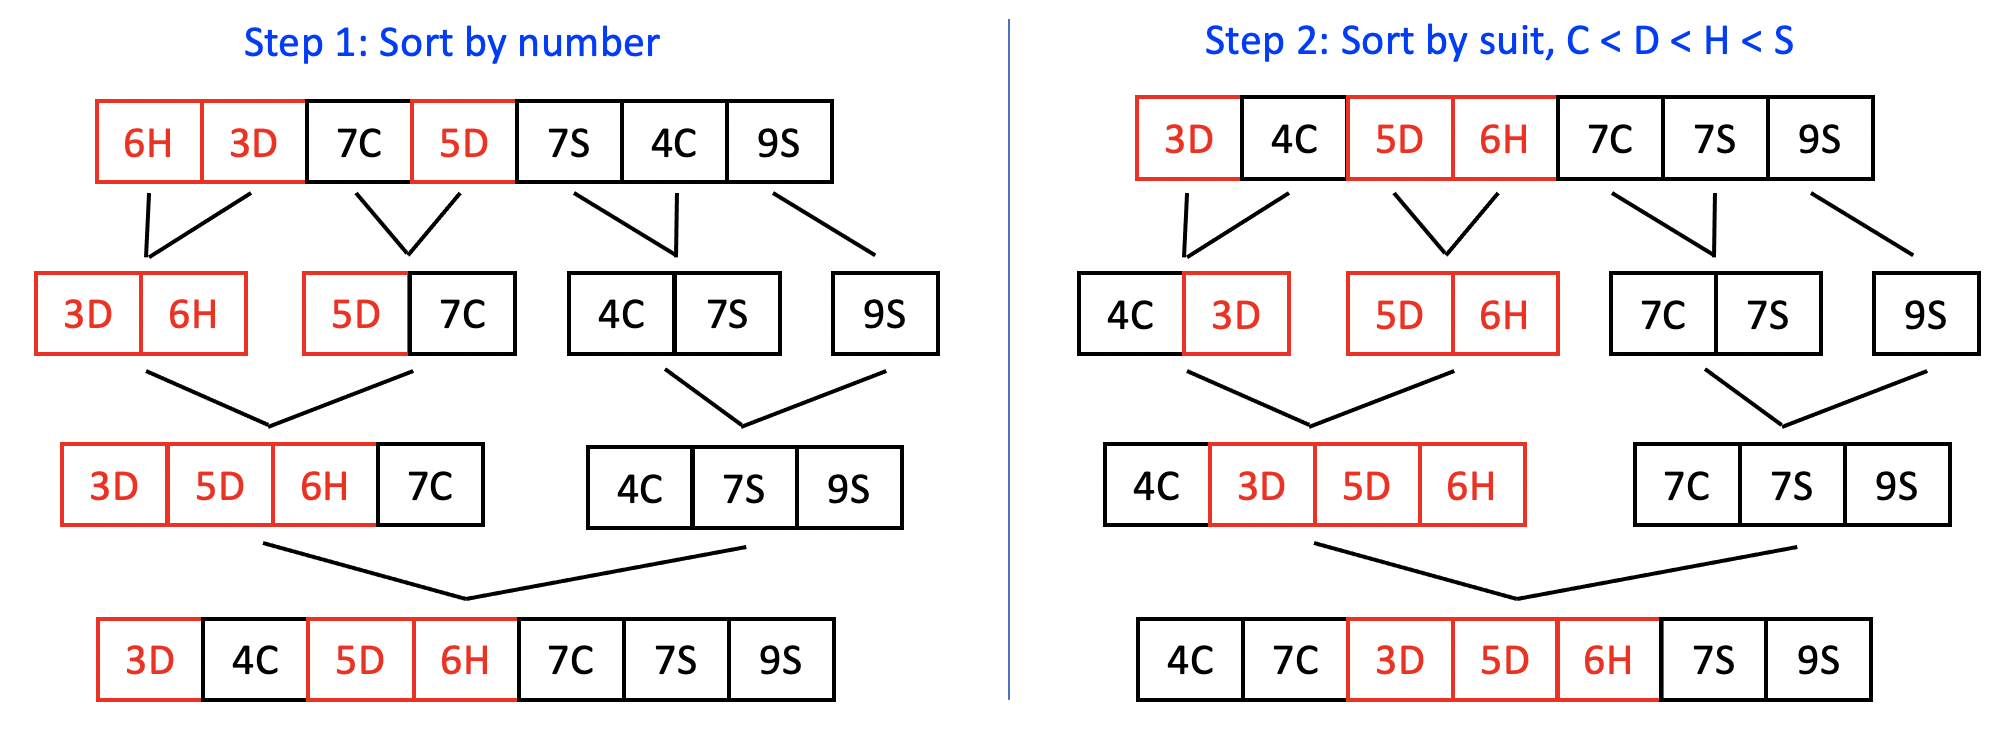 Step 1: Sort by number
6H 3D 7C 5D 7S 4C 9S
3D 6H 5D 7C 4C 7S 9S
3D 5D 6H 7C 4C 7S 9S
3D 4C 5D 6H 7C 7S 9S
Step 2: Sort by suit, C < D < H < S
3D 4C 5D 6H 7C 7S 9S
4C 3D 5D 6H 7C 7S 9S
4C 3D 5D 6H 7C 7S 9S
4C 7C 3D 5D 6H 7S 9S